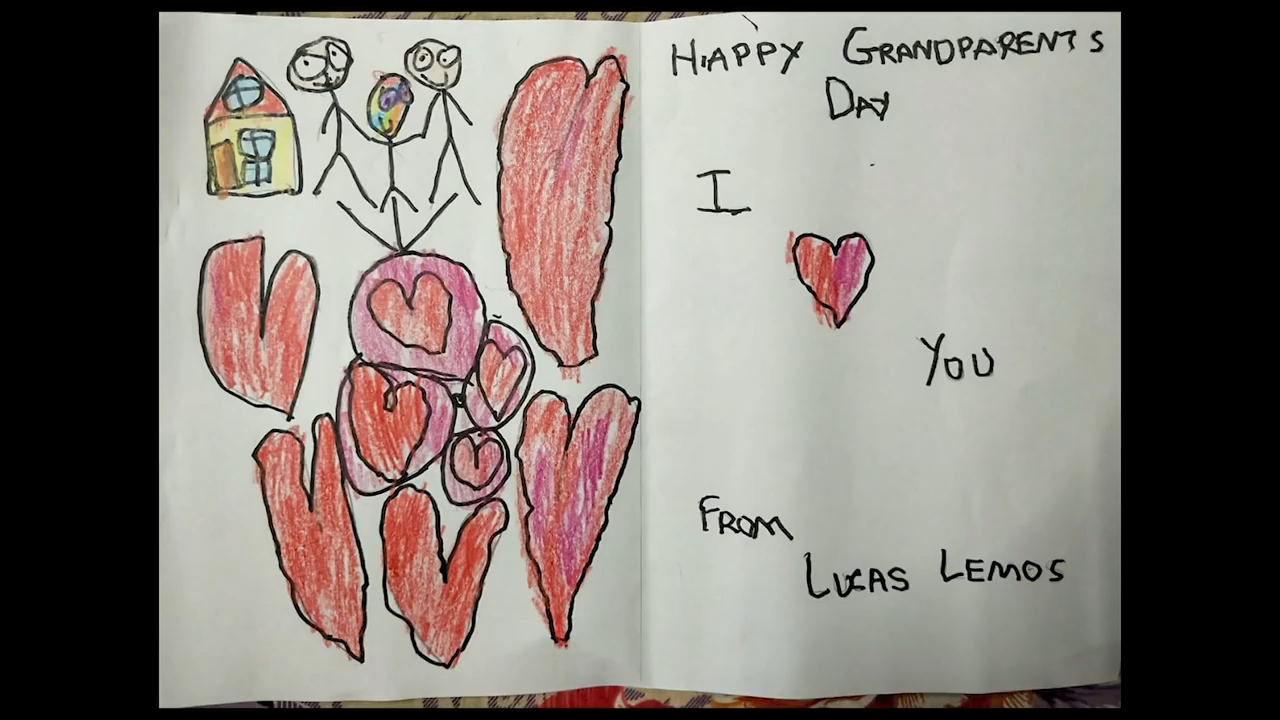 HAPPY GRANDPARENTS
DAY
I
YOU
FROM
LUCAS LEMOS